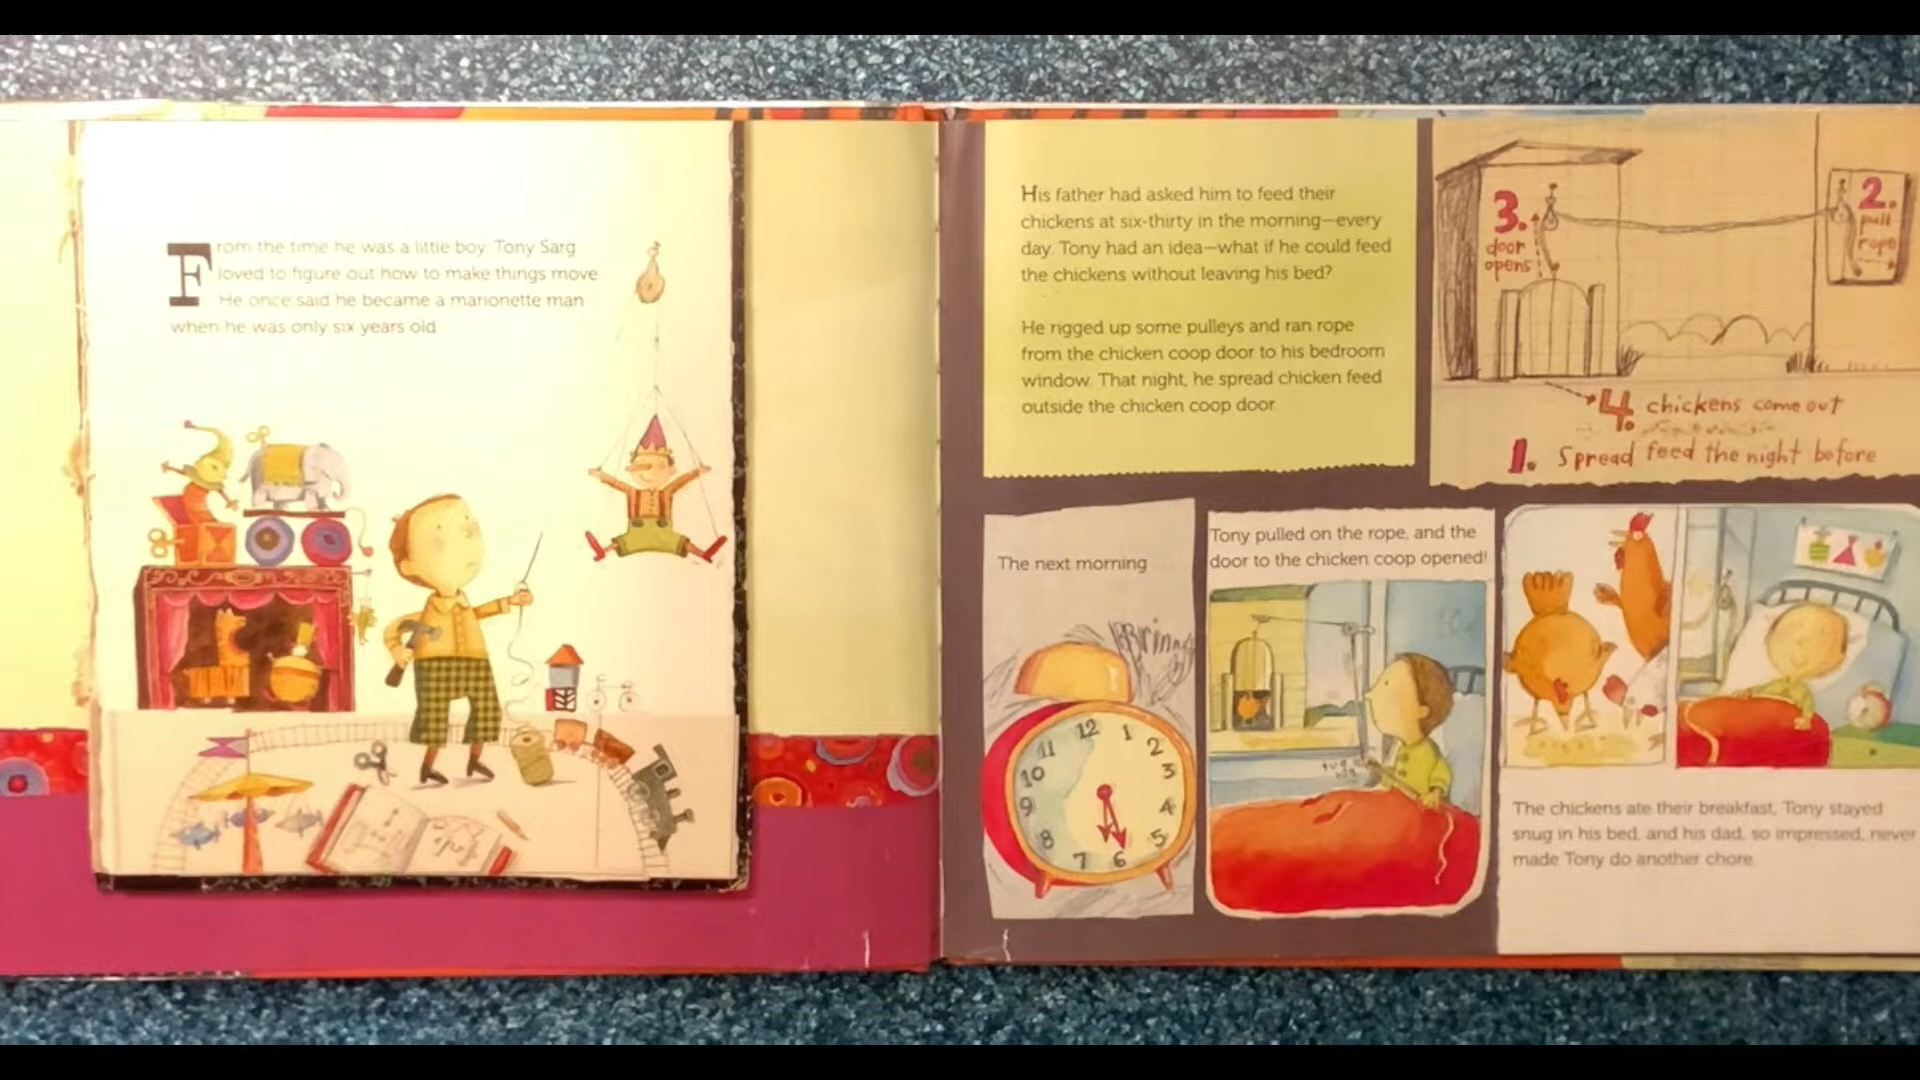 From the time he was a little boy, Tony Sarg
loved to figure out how to make things move
He once said he became a marionette man
when he was only six years old
His father had asked him to feed their
chickens at six-thirty in the morning—every
day. Tony had an idea—what if he could feed
the chickens without leaving his bed?
He rigged up some pulleys and ran rope
from the chicken coop door to his bedroom
window. That night, he spread chicken feed
outside the chicken coop door
3.
door
opens
2.
pull
rope
4. chickens come out
1. Spread feed the night before
The next morning
12
1
2
3
4
5
6
7
8
9
10
11
Tony pulled on the rope, and the
door to the chicken coop opened!
The chickens ate their breakfast, Tony stayed
snug in his bed, and his dad, so impressed, never
made Tony do another chore.